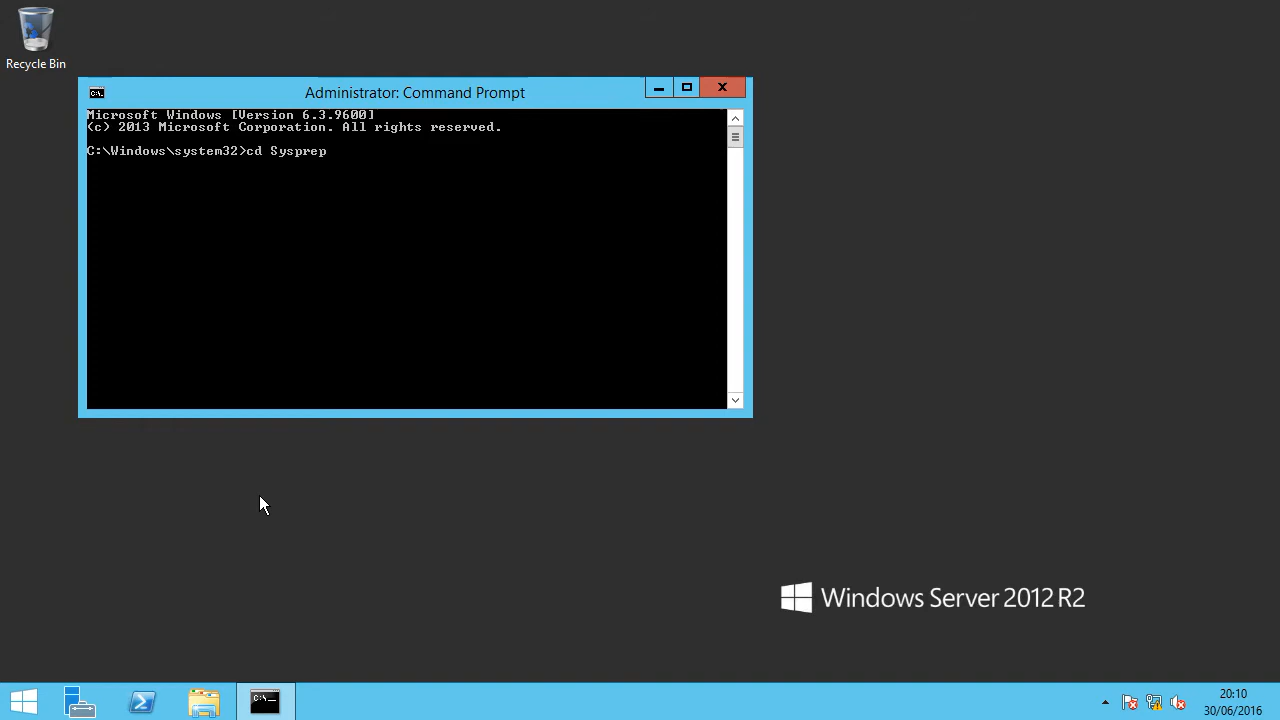 Recycle Bin
Administrator: Command Prompt
Microsoft Windows [Version 6.3.9600]
(c) 2013 Microsoft Corporation. All rights reserved.
C:\Windows\system32>cd Sysprep
Windows Server 2012 R2
20:10
30/06/2016